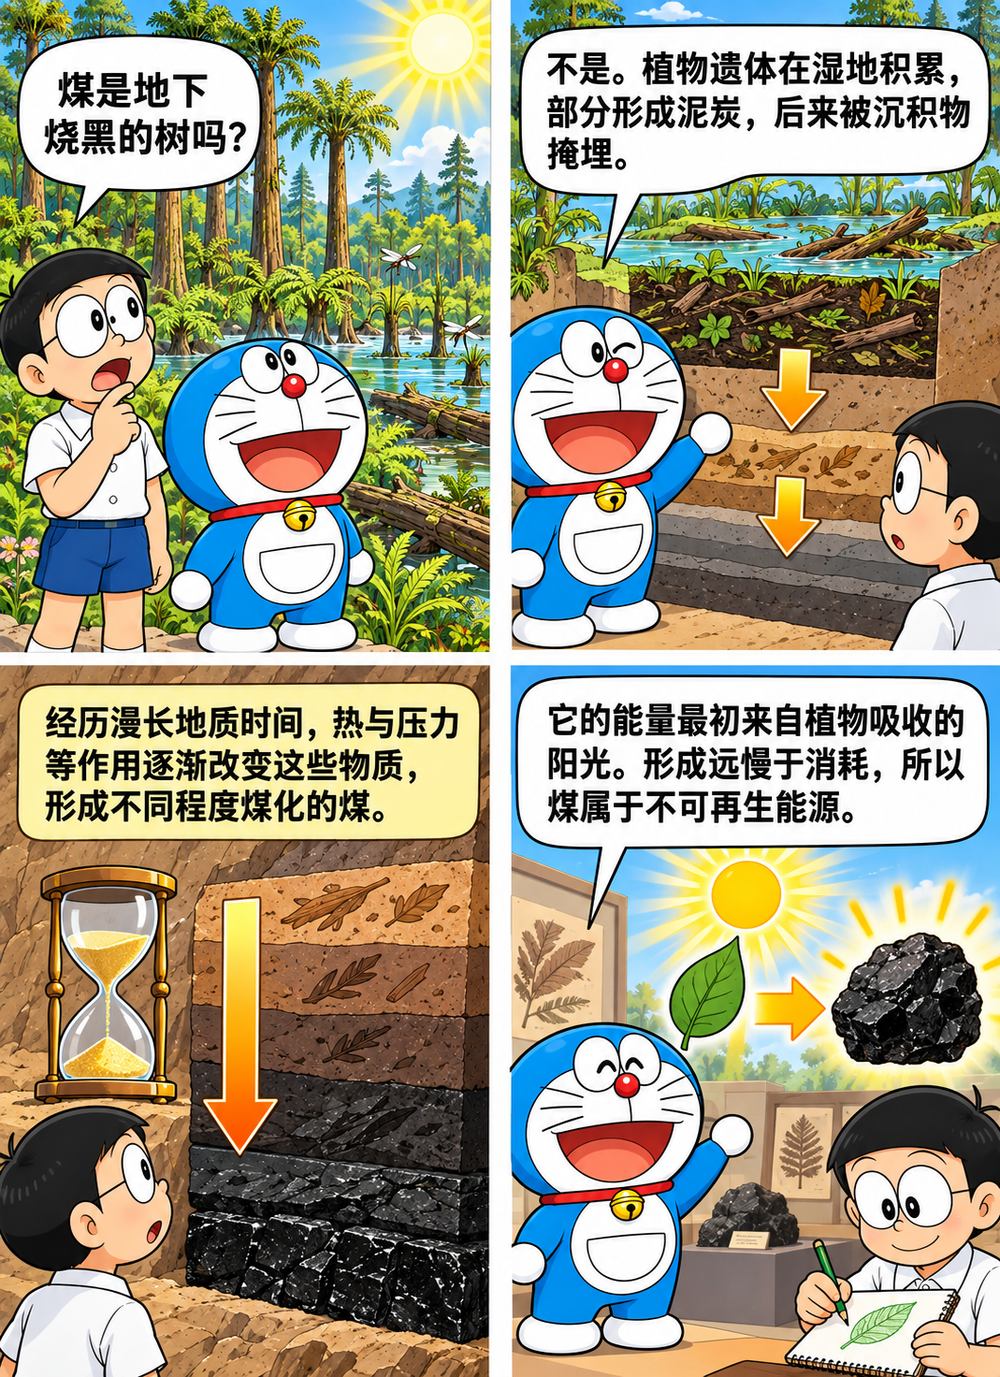 煤是地下
烧黑的树吗?
不是。植物遗体在湿地积累，
部分形成泥炭，后来被沉积物
掩埋。
经历漫长地质时间，热与压力
等作用逐渐改变这些物质，
形成不同程度煤化的煤。
它的能量最初来自植物吸收的
阳光。形成远慢于消耗，所以
煤属于不可再生能源。